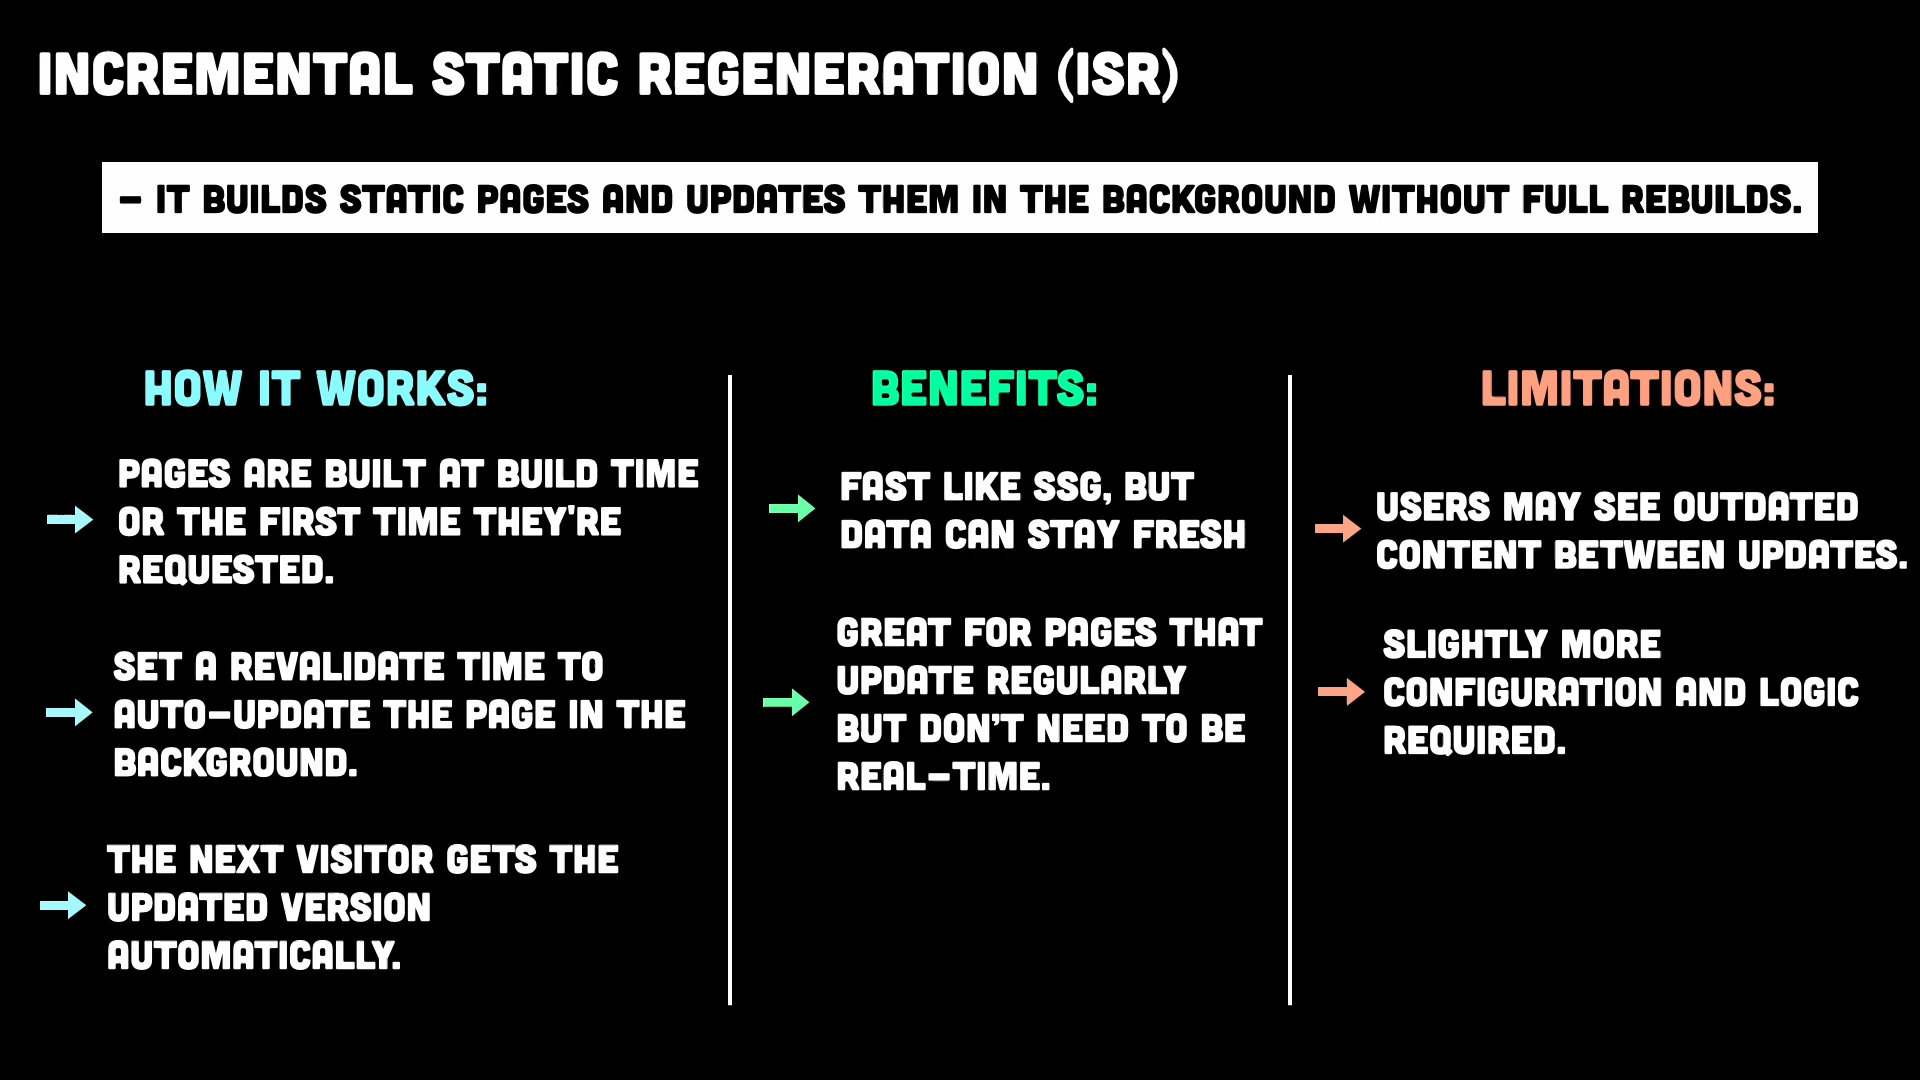 INCREMENTAL STATIC REGENERATION (ISR)
– IT BUILDS STATIC PAGES AND UPDATES THEM IN THE BACKGROUND WITHOUT FULL REBUILDS.
HOW IT WORKS:
PAGES ARE BUILT AT BUILD TIME
OR THE FIRST TIME THEY'RE
REQUESTED.
SET A REVALIDATE TIME TO
AUTO–UPDATE THE PAGE IN THE
BACKGROUND.
THE NEXT VISITOR GETS THE
UPDATED VERSION
AUTOMATICALLY.
BENEFITS:
FAST LIKE SSG, BUT
DATA CAN STAY FRESH
GREAT FOR PAGES THAT
UPDATE REGULARLY
BUT DON’T NEED TO BE
REAL–TIME.
LIMITATIONS:
USERS MAY SEE OUTDATED
CONTENT BETWEEN UPDATES.
SLIGHTLY MORE
CONFIGURATION AND LOGIC
REQUIRED.